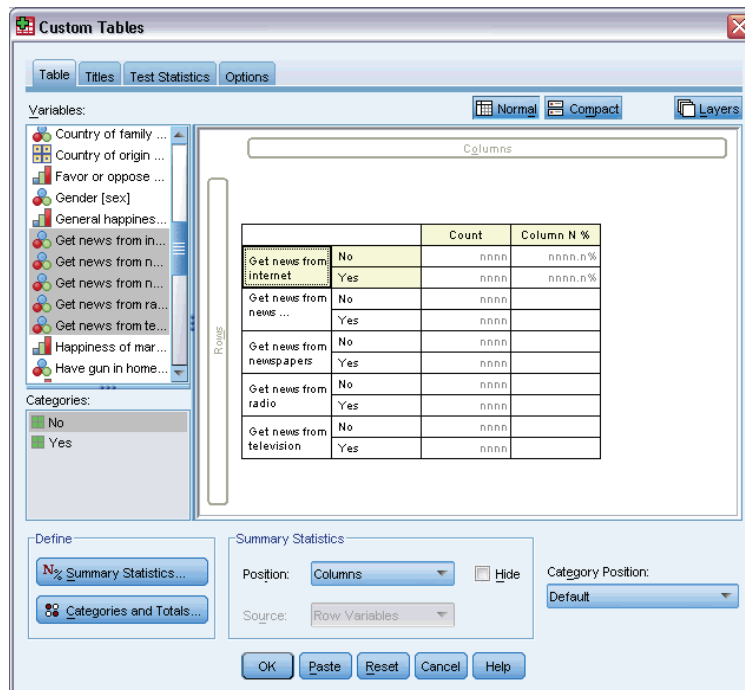 Custom Tables
Table Titles Test Statistics Options
Variables:
Normal Compact Layers
Country of family ...
Country of origin ...
Favor or oppose ...
Gender [sex]
General happines...
Get news from in...
Get news from n...
Get news from n...
Get news from ra...
Get news from te...
Happiness of mar...
Have gun in home...
Categories:
No
Yes
Columns
Rows
Count Column N %
Get news from internet No nnnn nnnn.n%
Yes nnnn nnnn.n%
Get news from news ... No nnnn
Yes nnnn
Get news from newspapers No nnnn
Yes nnnn
Get news from radio No nnnn
Yes nnnn
Get news from television No nnnn
Yes nnnn
Define
N% Summary Statistics...
Categories and Totals...
Summary Statistics
Position: Columns Hide
Source: Row Variables
Category Position:
Default
OK Paste Reset Cancel Help